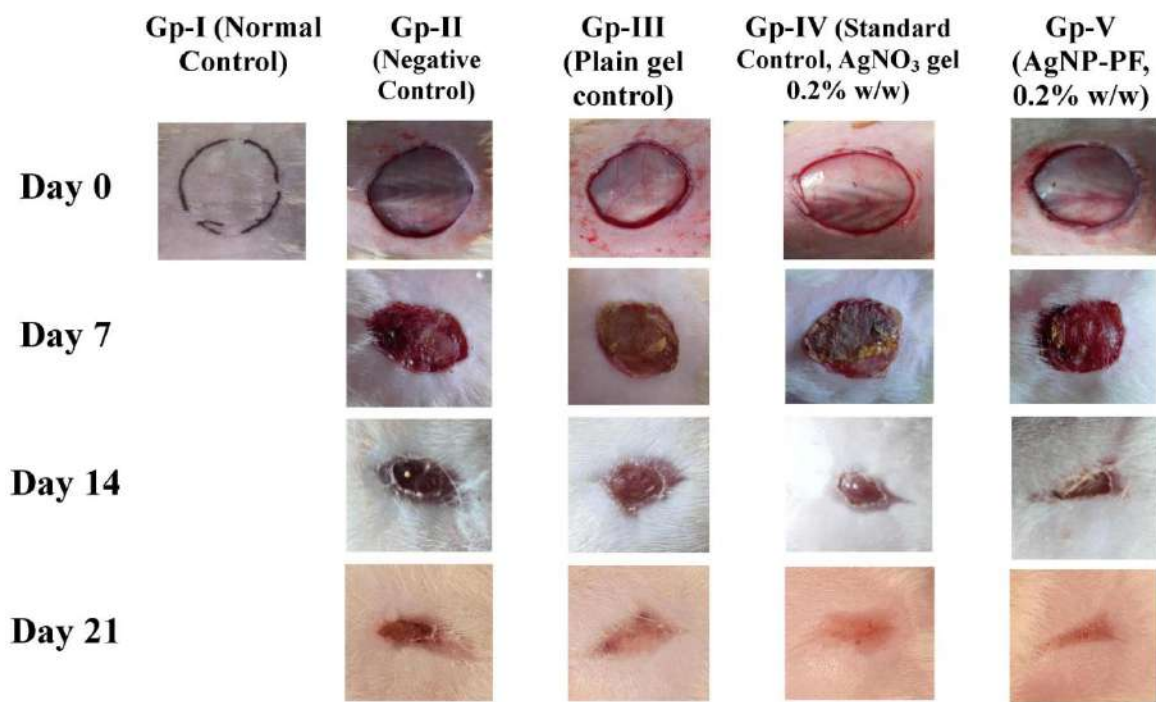 Gp-I (Normal
Control)
Gp-II
(Negative
Control)
Gp-III
(Plain gel
control)
Gp-IV (Standard
Control, AgNO₃ gel
0.2% w/w)
Gp-V
(AgNP-PF,
0.2% w/w)
Day 0
Day 7
Day 14
Day 21